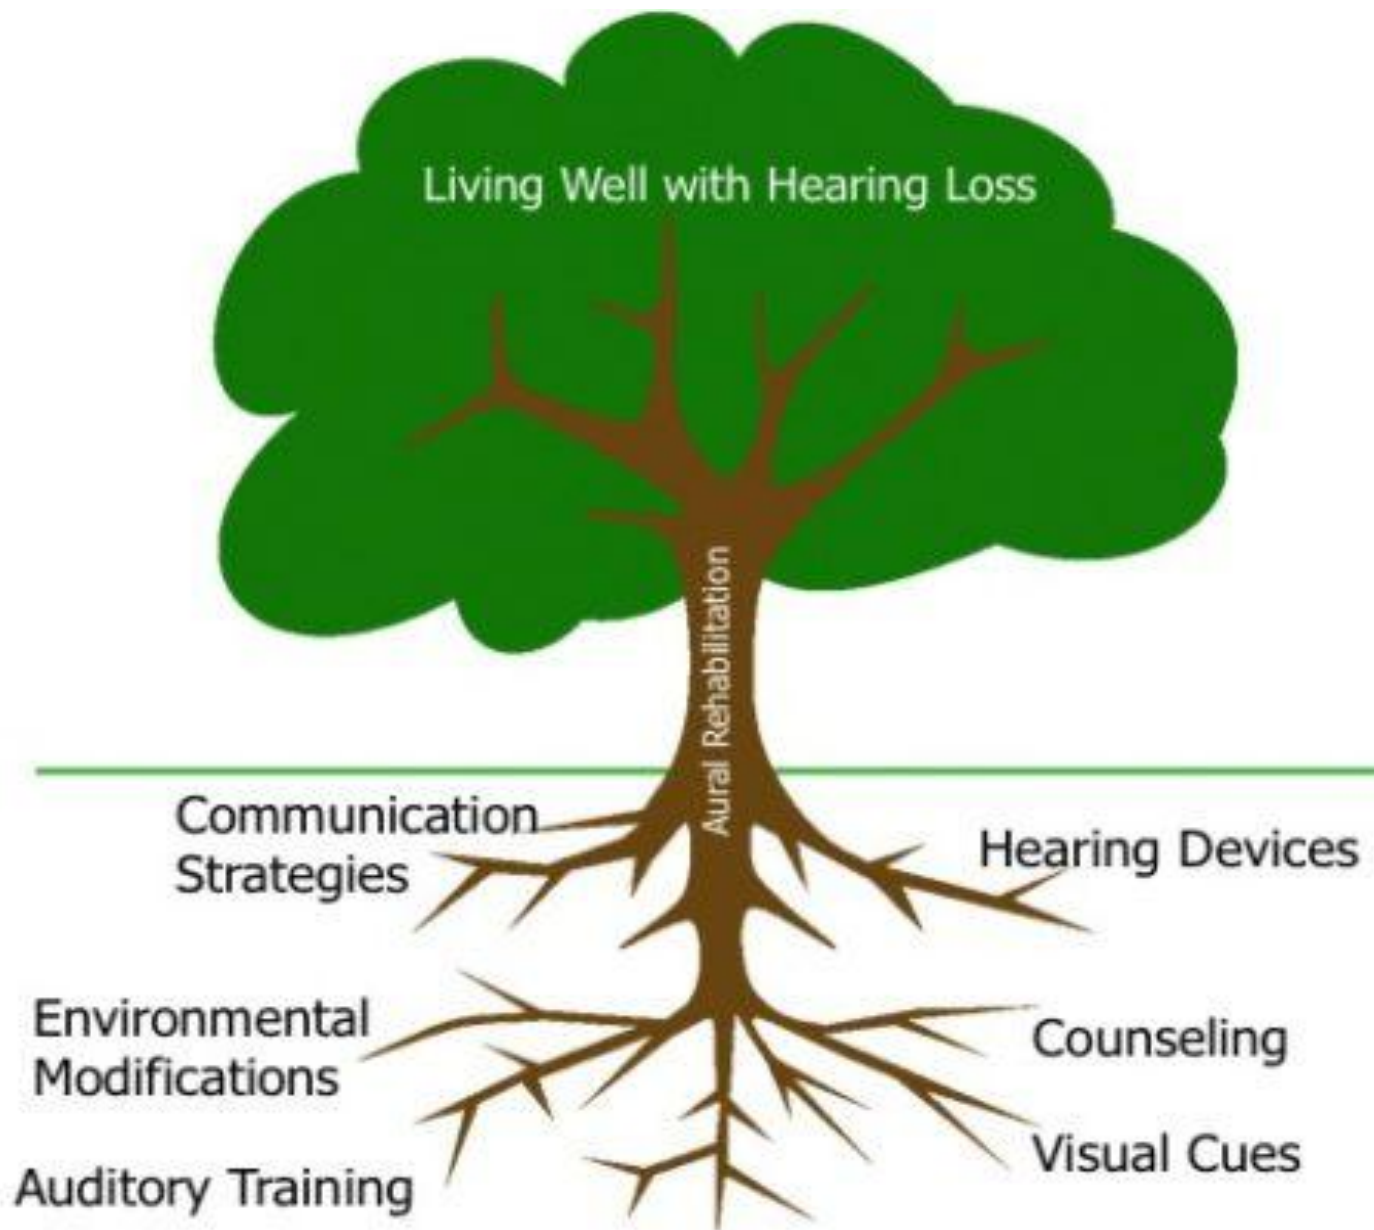 Living Well with Hearing Loss
Aural Rehabilitation
Communication
Strategies
Hearing Devices
Environmental
Modifications
Counseling
Auditory Training
Visual Cues